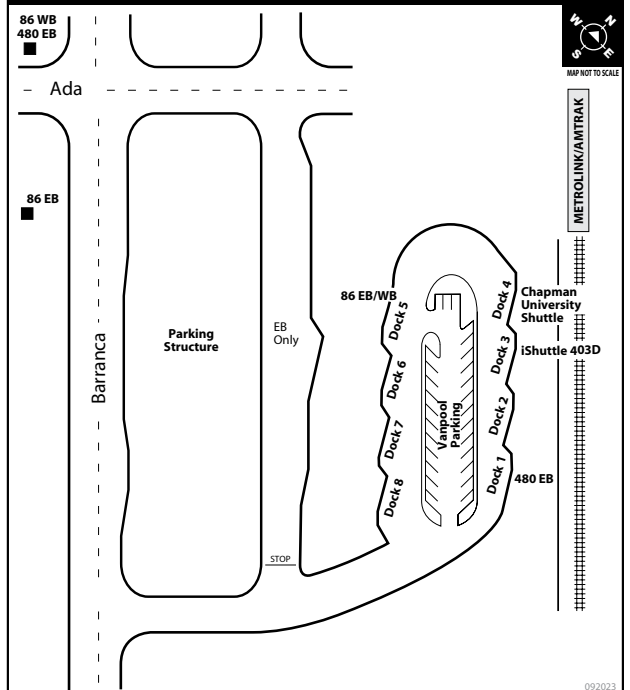 86 WB
480 EB
N
W
E
S
MAP NOT TO SCALE
Ada
METROLINK/AMTRAK
86 EB
86 EB/WB
Dock 5
Dock 4
Chapman
University
Shuttle
Parking
Structure
EB
Only
Barranca
Dock 6
Dock 3
iShuttle 403D
Vanpool
Parking
Dock 7
Dock 2
Dock 8
Dock 1
480 EB
STOP
092023